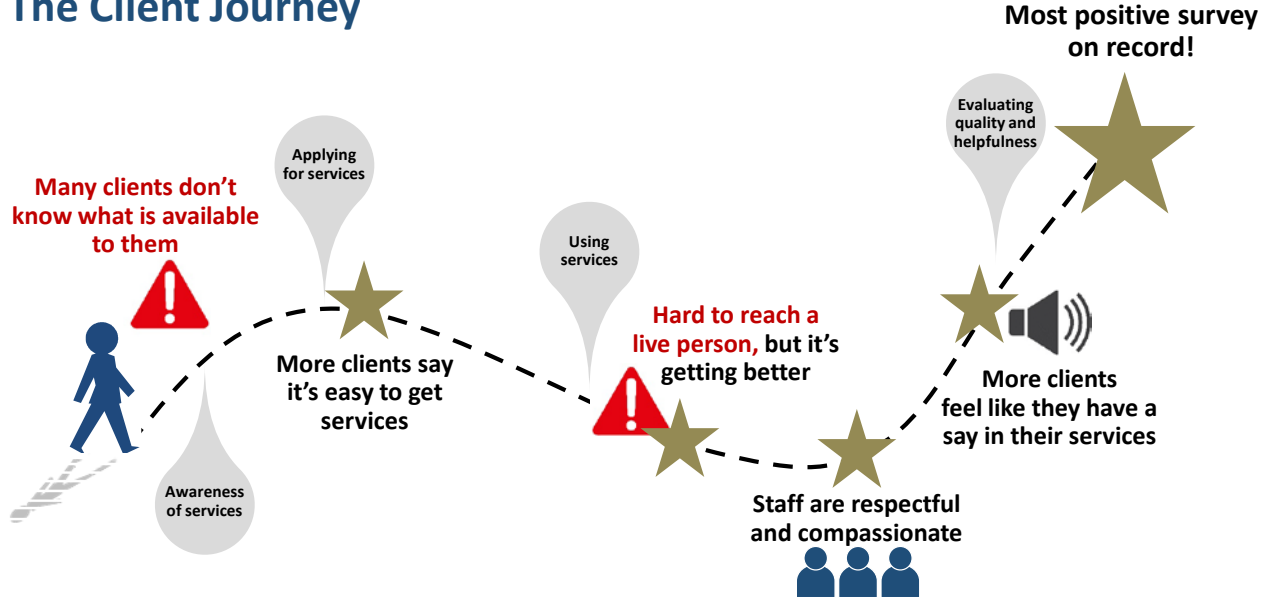 The Client Journey
Most positive survey
on record!
Evaluating
quality and
helpfulness
Applying
for services
Many clients don't
know what is available
to them
Using
services
Hard to reach a
live person, but it's
getting better
More clients say
it's easy to get
services
More clients
feel like they have a
say in their services
Awareness
of services
Staff are respectful
and compassionate